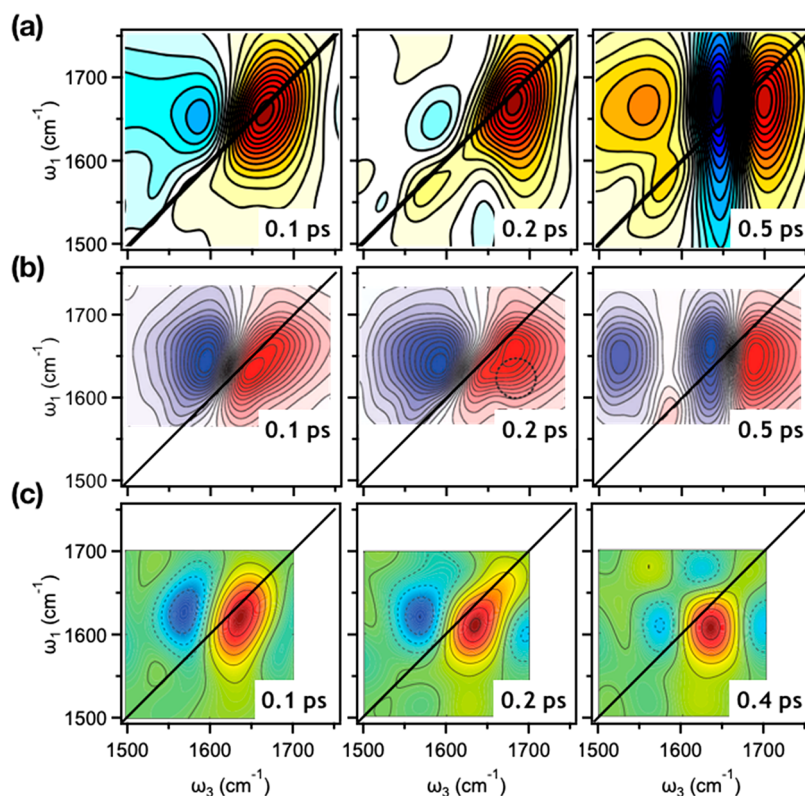 (a)
1700
1600
1500
ω₁ (cm⁻¹)
0.1 ps
0.2 ps
0.5 ps
(b)
1700
1600
1500
ω₁ (cm⁻¹)
0.1 ps
0.2 ps
0.5 ps
(c)
1700
1600
1500
ω₁ (cm⁻¹)
0.1 ps
0.2 ps
0.4 ps
1500 1600 1700 1500 1600 1700 1500 1600 1700
ω₃ (cm⁻¹) ω₃ (cm⁻¹) ω₃ (cm⁻¹)